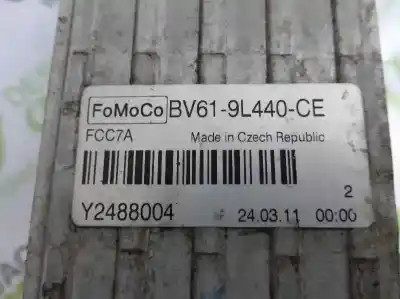 FoMoCo BV61-9L440-CE
FCC7A Made in Czech Republic
2
Y2488004 24.03.11 00:00